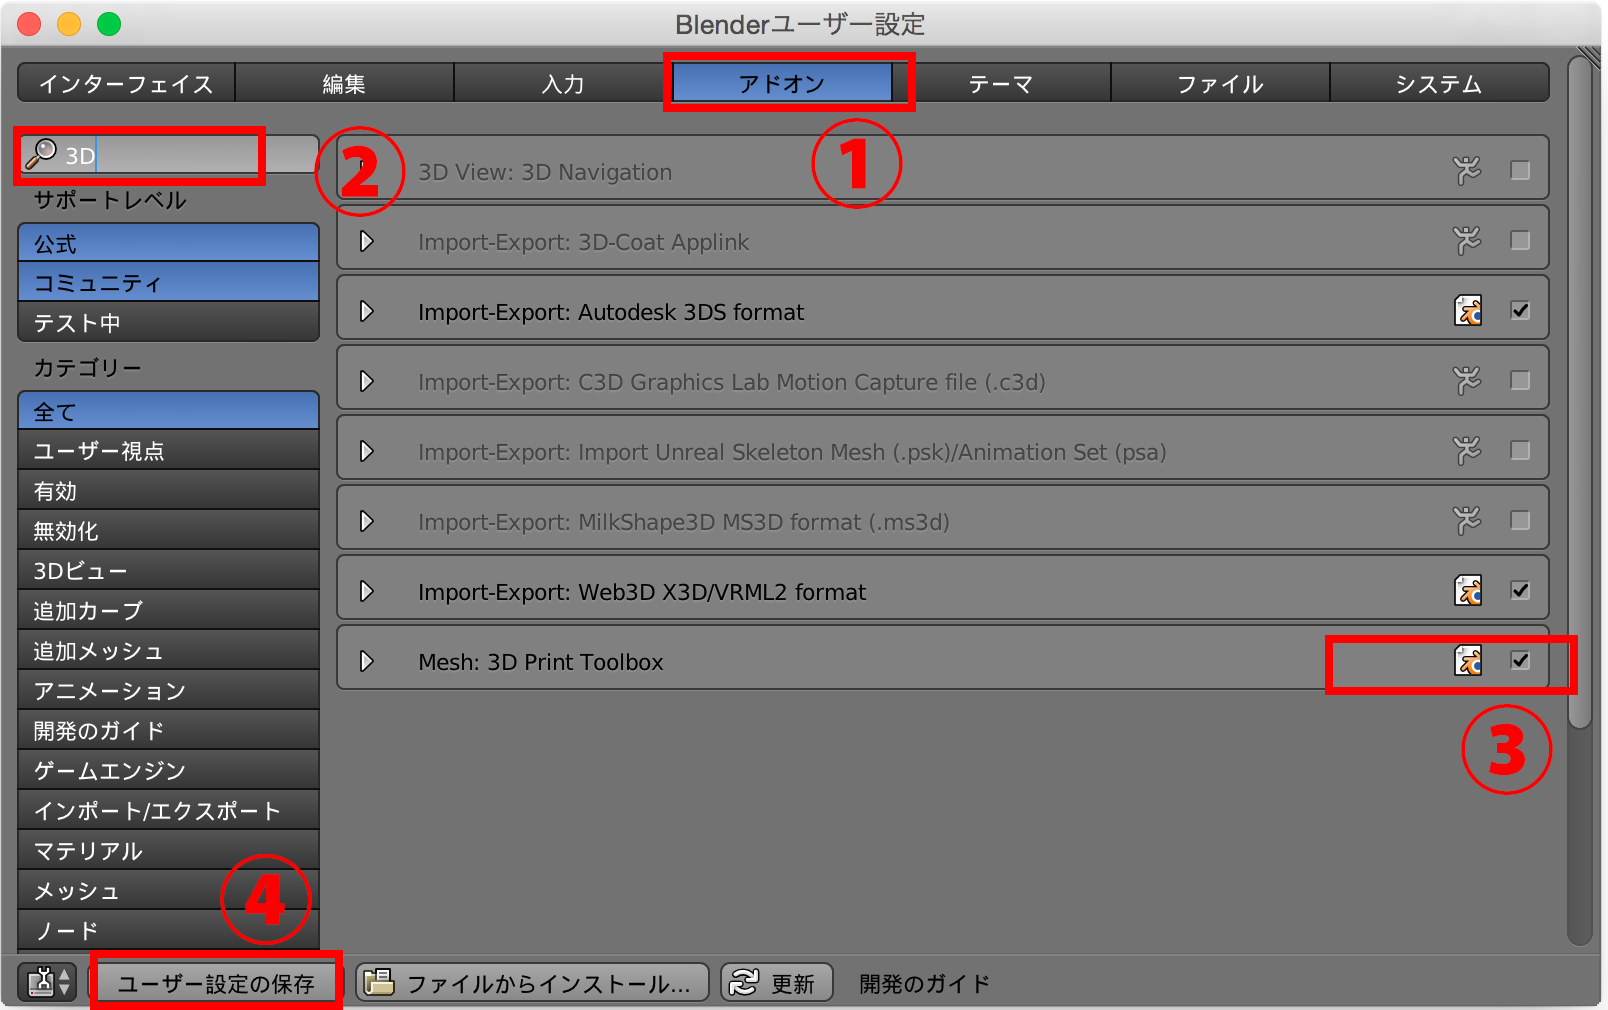 Blenderユーザー設定
インターフェイス 編集 入力 アドオン テーマ ファイル システム
①
3D
②
サポートレベル
公式
コミュニティ
テスト中
カテゴリー
全て
ユーザー視点
有効
無効化
3Dビュー
追加カーブ
追加メッシュ
アニメーション
開発のガイド
ゲームエンジン
インポート/エクスポート
マテリアル
メッシュ
ノード
3D View: 3D Navigation
Import-Export: 3D-Coat Applink
Import-Export: Autodesk 3DS format
Import-Export: C3D Graphics Lab Motion Capture file (.c3d)
Import-Export: Import Unreal Skeleton Mesh (.psk)/Animation Set (psa)
Import-Export: MilkShape3D MS3D format (.ms3d)
Import-Export: Web3D X3D/VRML2 format
Mesh: 3D Print Toolbox
③
④
ユーザー設定の保存 ファイルからインストール... 更新 開発のガイド